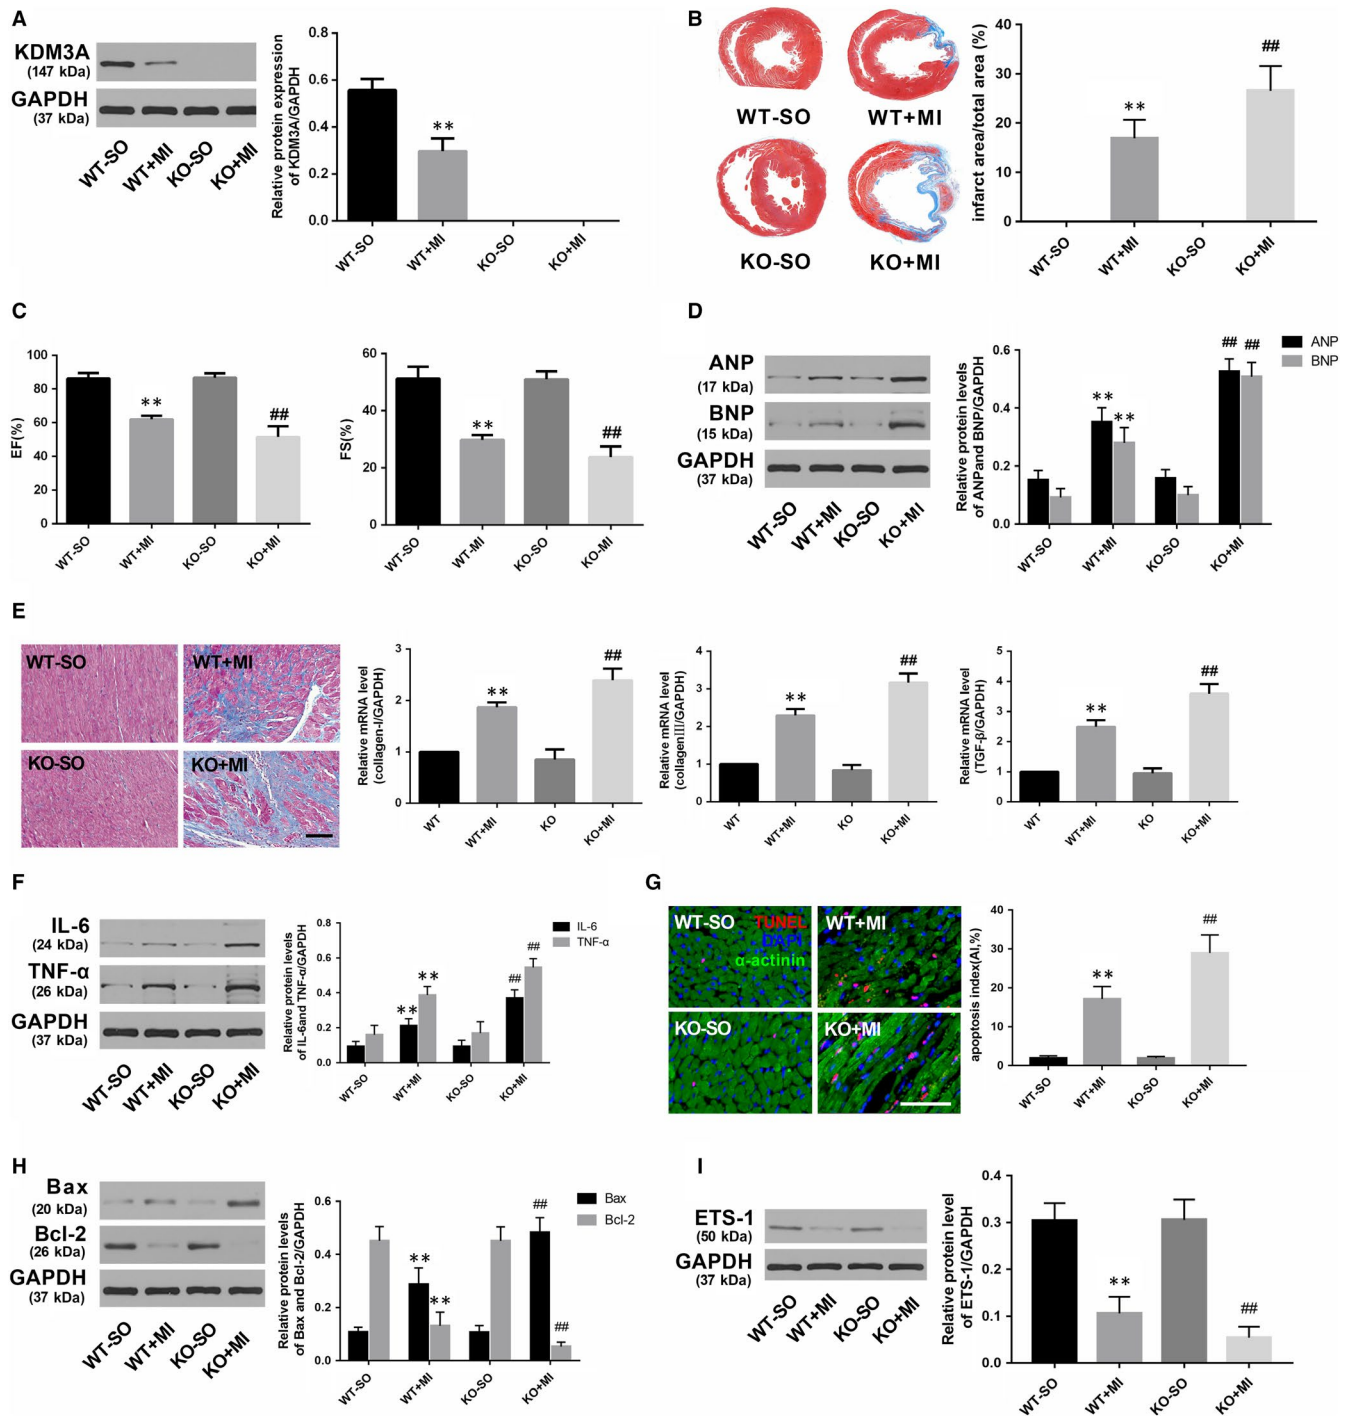 A
KDM3A
(147 kDa)
GAPDH
(37 kDa)
WT-SO
WT+MI
KO-SO
KO+MI
Relative protein expression
of KDM3A/GAPDH
0.8
0.6
0.4
0.2
0.0
**
WT-SO
WT+MI
KO-SO
KO+MI
B
WT-SO
WT+MI
KO-SO
KO+MI
infarct area/total area (%)
40
30
20
10
0
**
##
WT-SO
WT+MI
KO-SO
KO+MI
C
EF(%)
100
80
60
40
20
0
**
##
WT-SO
WT+MI
KO-SO
KO+MI
FS(%)
60
40
20
0
**
##
WT-SO
WT-MI
KO-SO
KO-MI
D
ANP
(17 kDa)
BNP
(15 kDa)
GAPDH
(37 kDa)
WT-SO
WT+MI
KO-SO
KO+MI
Relative protein levels
of ANPand BNP/GAPDH
0.6
0.4
0.2
0.0
**
**
##
##
ANP
BNP
WT-SO
WT+MI
KO-SO
KO+MI
E
WT-SO
WT+MI
KO-SO
KO+MI
Relative mRNA level
(collagen-I/GAPDH)
3
2
1
0
**
##
WT
WT+MI
KO
KO+MI
Relative mRNA level
(collagenIII/GAPDH)
4
3
2
1
0
**
##
WT
WT+MI
KO
KO+MI
Relative mRNA level
(TGF-β/GAPDH)
5
4
3
2
1
0
**
##
WT
WT+MI
KO
KO+MI
F
IL-6
(24 kDa)
TNF-α
(26 kDa)
GAPDH
(37 kDa)
WT-SO
WT+MI
KO-SO
KO+MI
Relative protein levels
of IL-6and TNF-α/GAPDH
0.8
0.6
0.4
0.2
0.0
**
**
##
##
IL-6
TNF-α
WT-SO
WT+MI
KO-SO
KO+MI
G
WT-SO
TUNEL
DAPI
α-actinin
WT+MI
KO-SO
KO+MI
apoptosis index(AI,%)
40
30
20
10
0
**
##
WT-SO
WT+MI
KO-SO
KO+MI
H
Bax
(20 kDa)
Bcl-2
(26 kDa)
GAPDH
(37 kDa)
WT-SO
WT+MI
KO-SO
KO+MI
Relative protein levels
of Bax and Bcl-2/GAPDH
0.6
0.4
0.2
0.0
**
**
##
##
Bax
Bcl-2
WT-SO
WT+MI
KO-SO
KO+MI
I
ETS-1
(50 kDa)
GAPDH
(37 kDa)
WT-SO
WT+MI
KO-SO
KO+MI
Relative protein level
of ETS-1/GAPDH
0.4
0.3
0.2
0.1
0.0
**
##
WT-SO
WT+MI
KO-SO
KO+MI